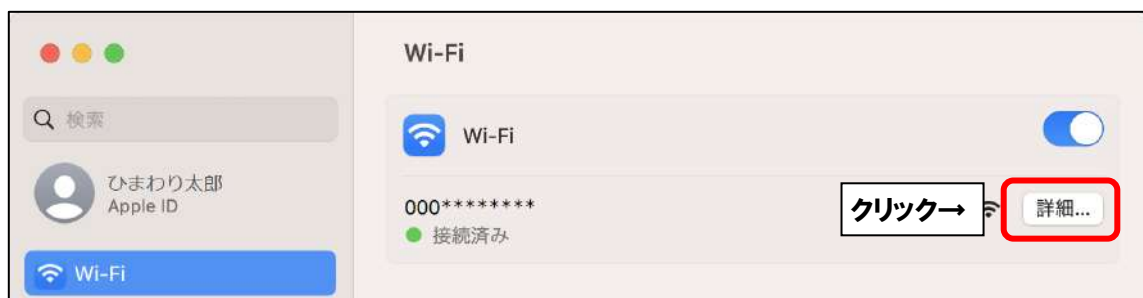 Wi-Fi
検索
Wi-Fi
ひまわり太郎
Apple ID
000********
クリック→
詳細...
接続済み
Wi-Fi